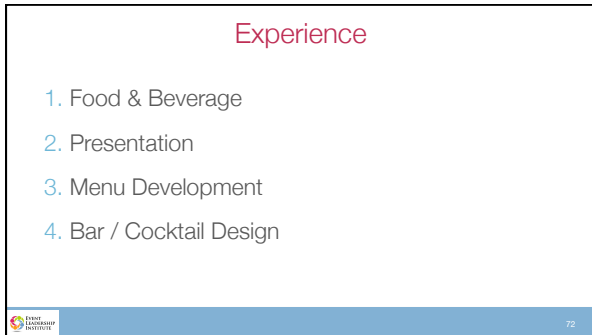 Experience
1. Food & Beverage
2. Presentation
3. Menu Development
4. Bar / Cocktail Design
EVENT
LEADERSHIP
INSTITUTE
72